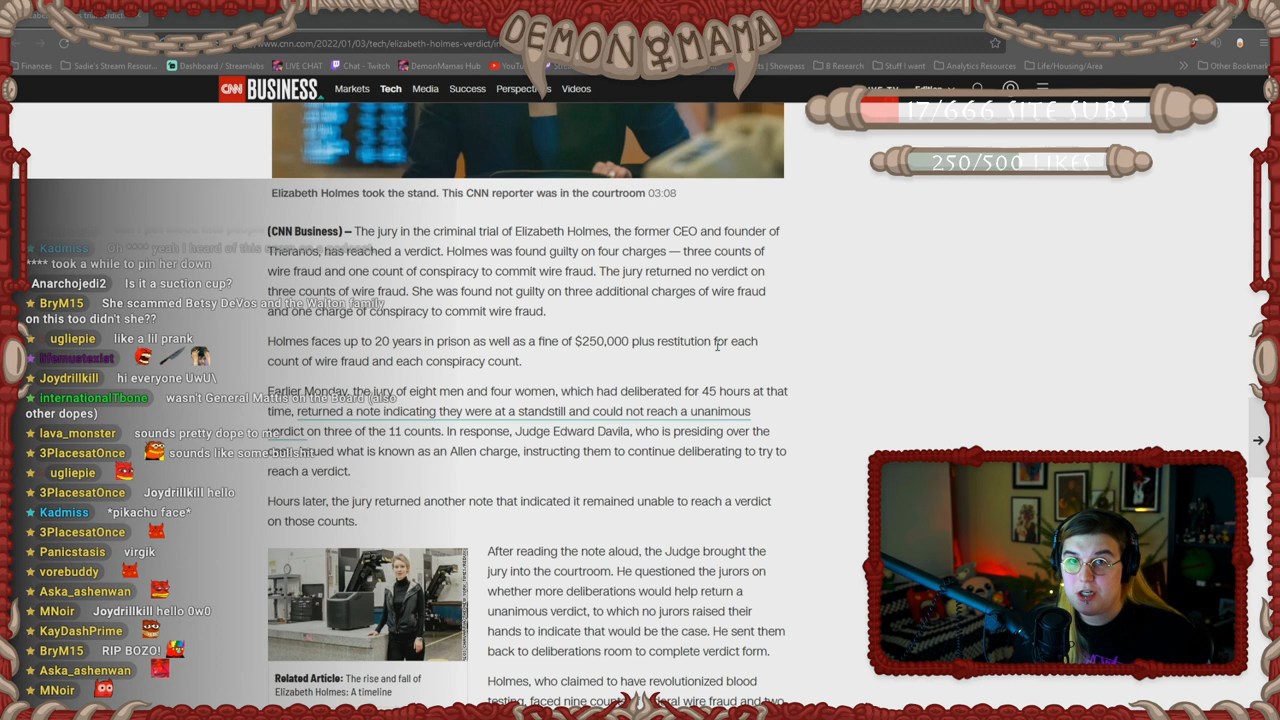 DEMON MAMA
www.cnn.com/2022/01/03/tech/elizabeth-holmes-verdict/in
Finances
Sadie's Stream Resour...
Dashboard / Streamlabs
LIVE CHAT
Chat - Twitch
DemonMamas Hub
s | Showpass
B Research
Stuff I want
Analytics Resources
Life/Housing/Area
Other Bookmar
CNN BUSINESS
Markets
Tech
Media
Success
Perspect
Videos
17/666 SITE SUBS
250/500 LIKES
Elizabeth Holmes took the stand. This CNN reporter was in the courtroom 03:08
(CNN Business) — The jury in the criminal trial of Elizabeth Holmes, the former CEO and founder of
Theranos, has reached a verdict. Holmes was found guilty on four charges — three counts of
wire fraud and one count of conspiracy to commit wire fraud. The jury returned no verdict on
three counts of wire fraud. She was found not guilty on three additional charges of wire fraud
and one charge of conspiracy to commit wire fraud.
Holmes faces up to 20 years in prison as well as a fine of $250,000 plus restitution for each
count of wire fraud and each conspiracy count.
Earlier Monday, the jury of eight men and four women, which had deliberated for 45 hours at that
time, returned a note indicating they were at a standstill and could not reach a unanimous
verdict on three of the 11 counts. In response, Judge Edward Davila, who is presiding over the
issued what is known as an Allen charge, instructing them to continue deliberating to try to
reach a verdict.
Hours later, the jury returned another note that indicated it remained unable to reach a verdict
on those counts.
After reading the note aloud, the Judge brought the
jury into the courtroom. He questioned the jurors on
whether more deliberations would help return a
unanimous verdict, to which no jurors raised their
hands to indicate that would be the case. He sent them
back to deliberations room to complete verdict form.
Holmes, who claimed to have revolutionized blood
testing, faced nine counts
Related Article: The rise and fall of
Elizabeth Holmes: A timeline
Kadmiss Uh **** yeah i heard of this
**** took a while to pin her down
Anarchojedi2 Is it a suction cup?
BryM15 She scammed Betsy DeVos and the Walton family
on this too didn't she??
ugliepie like a lil prank
lifemustexist
Joydrillkill hi everyone UwU\
internationalTbone wasn't General Mattis on the Board (also
other dopes)
lava_monster sounds pretty dope to me
3PlacesatOnce sounds like some bullshit
ugliepie
3PlacesatOnce Joydrillkill hello
Kadmiss *pikachu face*
3PlacesatOnce
Panicstasis virgik
vorebuddy
Aska_ashenwan
MNoir Joydrillkill hello 0w0
KayDashPrime
BryM15 RIP BOZO!
Aska_ashenwan
MNoir